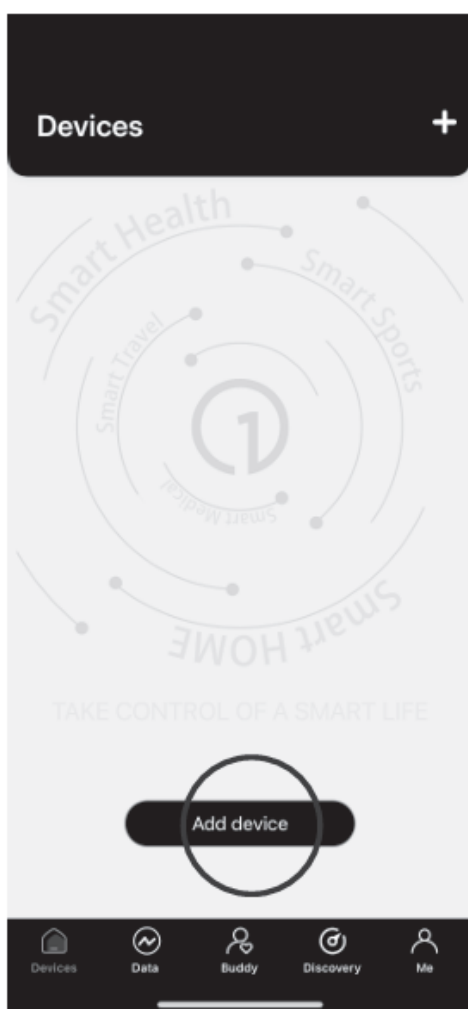 Devices
Smart Health
Smart Sports
Smart Travel
Smart Medical
Smart HOME
TAKE CONTROL OF A SMART LIFE
Add device
Devices Data Buddy Discovery Me